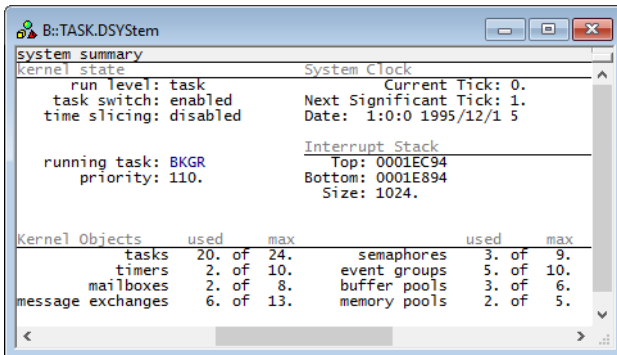 B::TASK.DSYStem
system summary
kernel state System Clock
run level: task Current Tick: 0.
task switch: enabled Next Significant Tick: 1.
time slicing: disabled Date: 1:0:0 1995/12/1 5
Interrupt Stack
running task: BKGR Top: 0001EC94
priority: 110. Bottom: 0001E894
Size: 1024.
Kernel Objects used max used max
tasks 20. of 24. semaphores 3. of 9.
timers 2. of 10. event groups 5. of 10.
mailboxes 2. of 8. buffer pools 3. of 6.
message exchanges 6. of 13. memory pools 2. of 5.